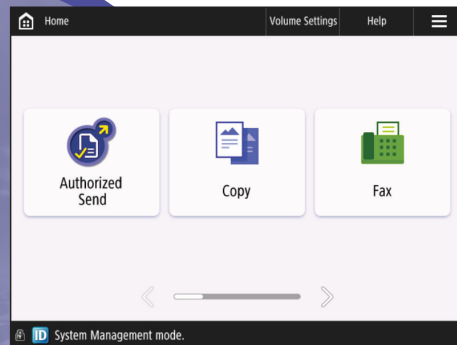 Home
Volume Settings
Help
Authorized
Send
Copy
Fax
ID System Management mode.